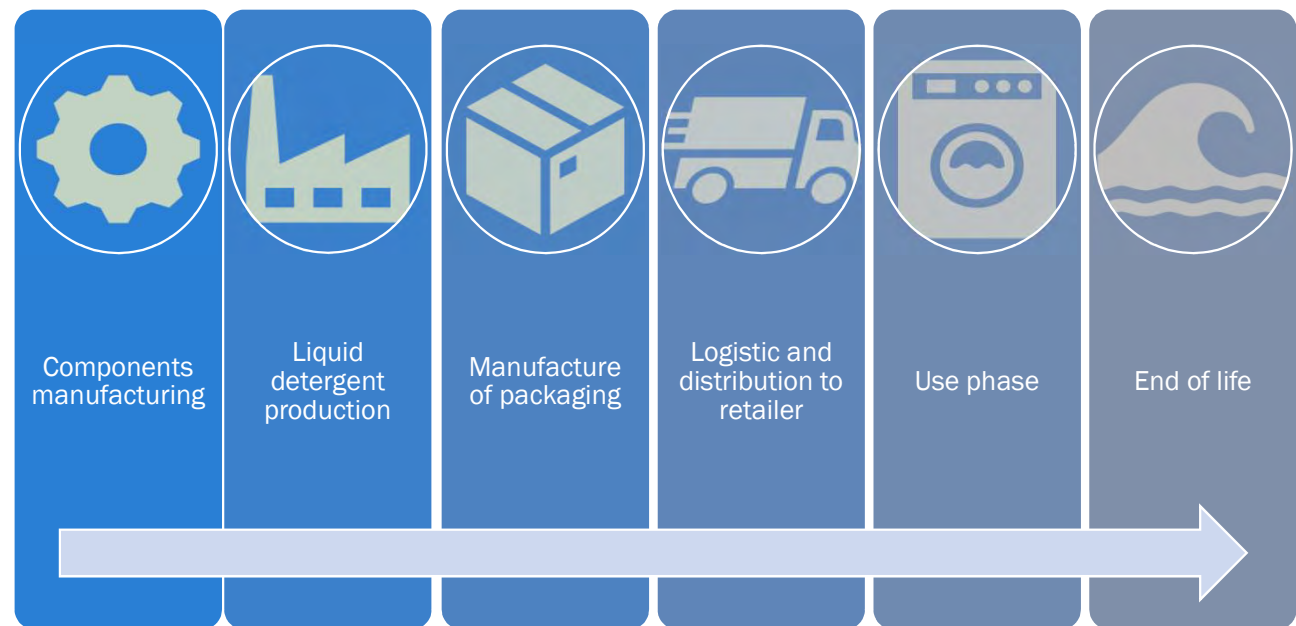 Components
manufacturing
Liquid
detergent
production
Manufacture
of packaging
Logistic and
distribution to
retailer
Use phase
End of life